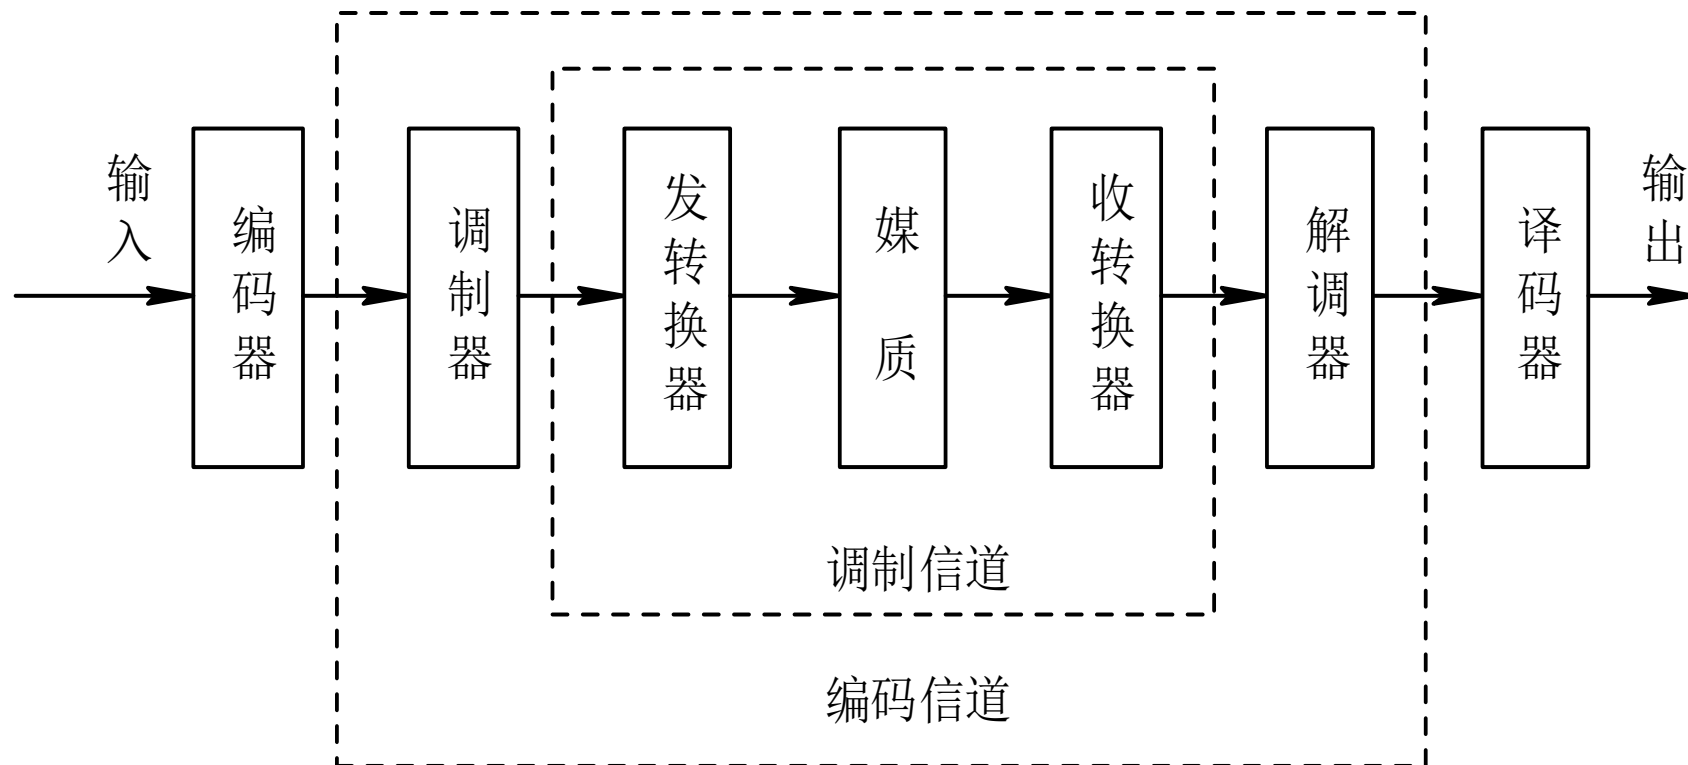 输入
编码器
调制器
发转换器
媒质
收转换器
解调器
译码器
输出
调制信道
编码信道